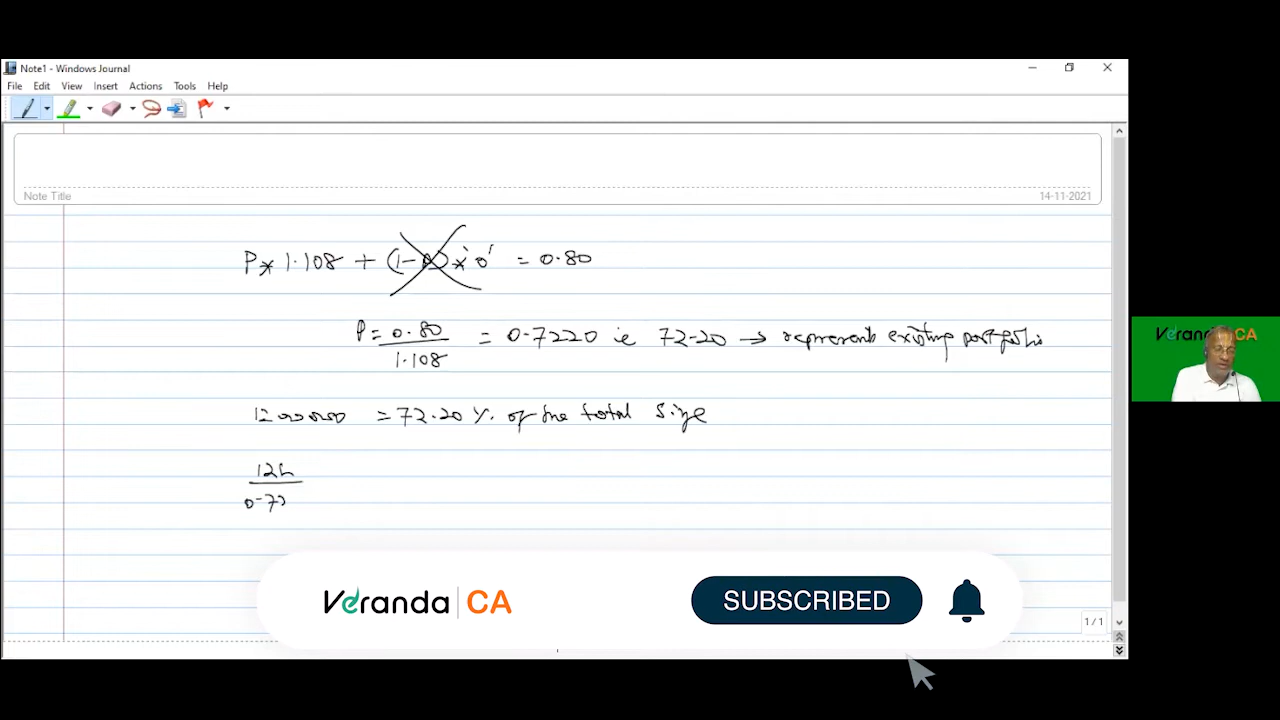 Note1 - Windows Journal
File Edit View Insert Actions Tools Help
Note Title
14-11-2021
P * 1.108 + (1-P) * 0 = 0.80
P = 0.80 / 1.108 = 0.7220 ie 72.20 → represents existing portfolio
= 72.20 % of the total size
12L
0.72
Veranda CA
Veranda | CA
SUBSCRIBED
1 / 1